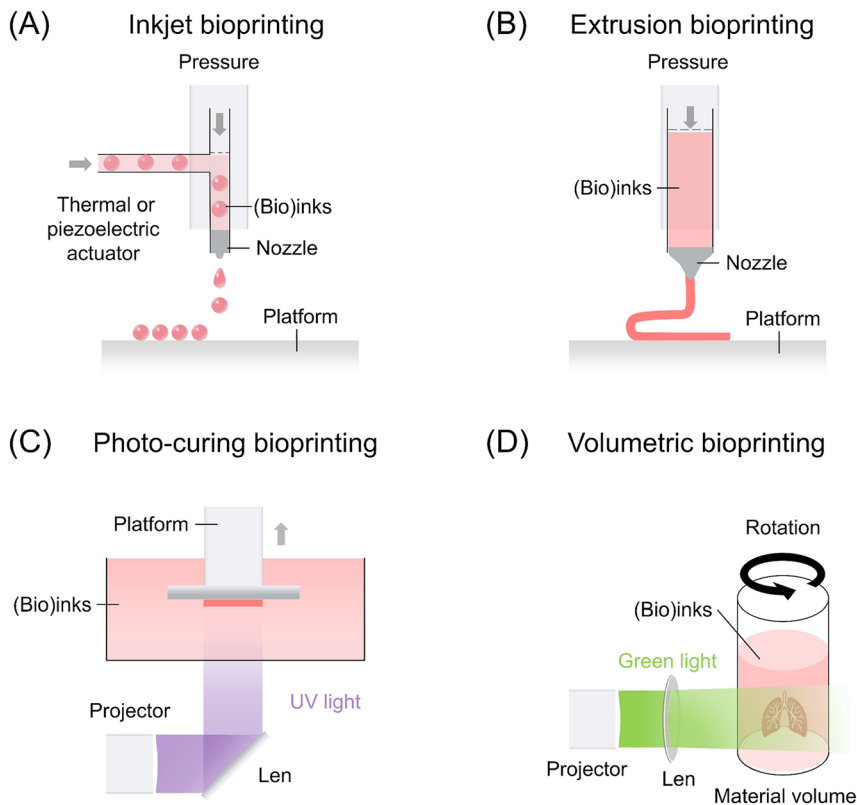 (A) Inkjet bioprinting
Pressure
(Bio)inks
Thermal or
piezoelectric
actuator
Nozzle
Platform
(B) Extrusion bioprinting
Pressure
(Bio)inks
Nozzle
Platform
(C) Photo-curing bioprinting
Platform
(Bio)inks
UV light
Projector
Len
(D) Volumetric bioprinting
Rotation
(Bio)inks
Green light
Projector
Len
Material volume